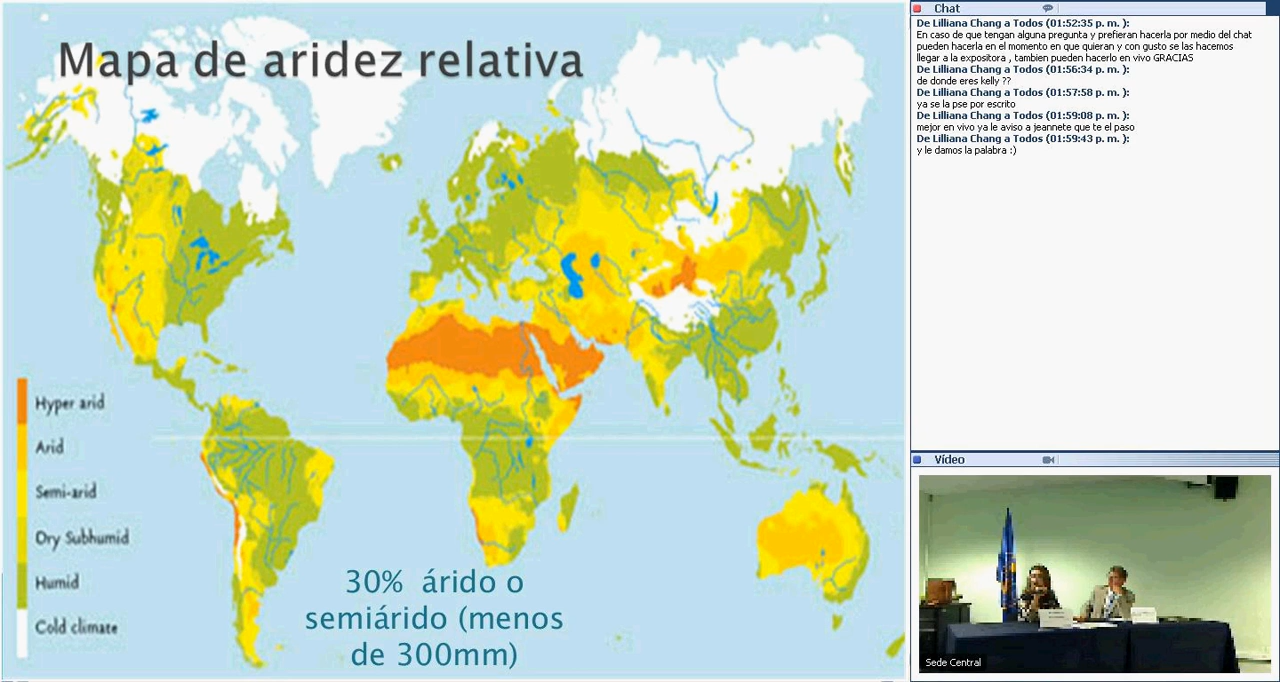 Mapa de aridez relativa
Hyper arid
Arid
Semi-arid
Dry Subhumid
Humid
Cold climate
30% árido o
semiárido (menos
de 300mm)
Chat
De Lilliana Chang a Todos (01:52:35 p. m. ):
En caso de que tengan alguna pregunta y prefieran hacerla por medio del chat
pueden hacerla en el momento en que quieran y con gusto se las hacemos
llegar a la expositora , tambien pueden hacerlo en vivo GRACIAS
De Lilliana Chang a Todos (01:56:34 p. m. ):
de donde eres kelly ??
De Lilliana Chang a Todos (01:57:58 p. m. ):
ya se la pse por escrito
De Lilliana Chang a Todos (01:59:08 p. m. ):
mejor en vivo ya le aviso a jeannete que te el paso
De Lilliana Chang a Todos (01:59:43 p. m. ):
y le damos la palabra :)
Vídeo
Sede Central